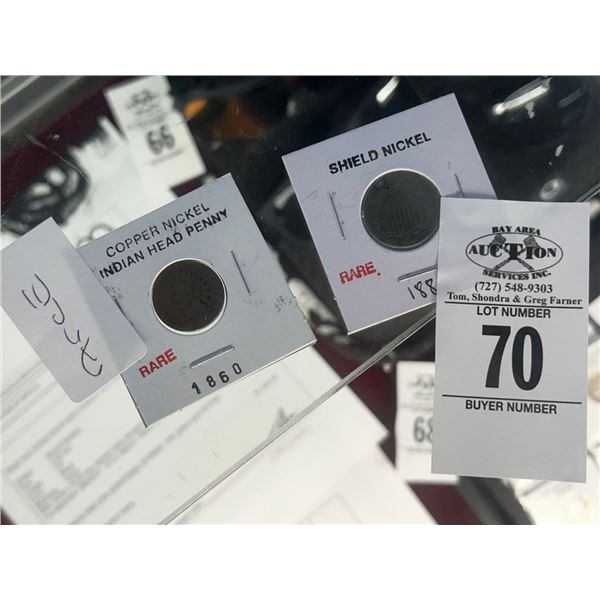 66
COPPER NICKEL
INDIAN HEAD PENNY
RARE
1860
SHIELD NICKEL
RARE.
188
BAY AREA
AUCTION
SERVICES INC.
(727) 548-9303
Tom, Shondra & Greg Farner
LOT NUMBER
70
BUYER NUMBER
68